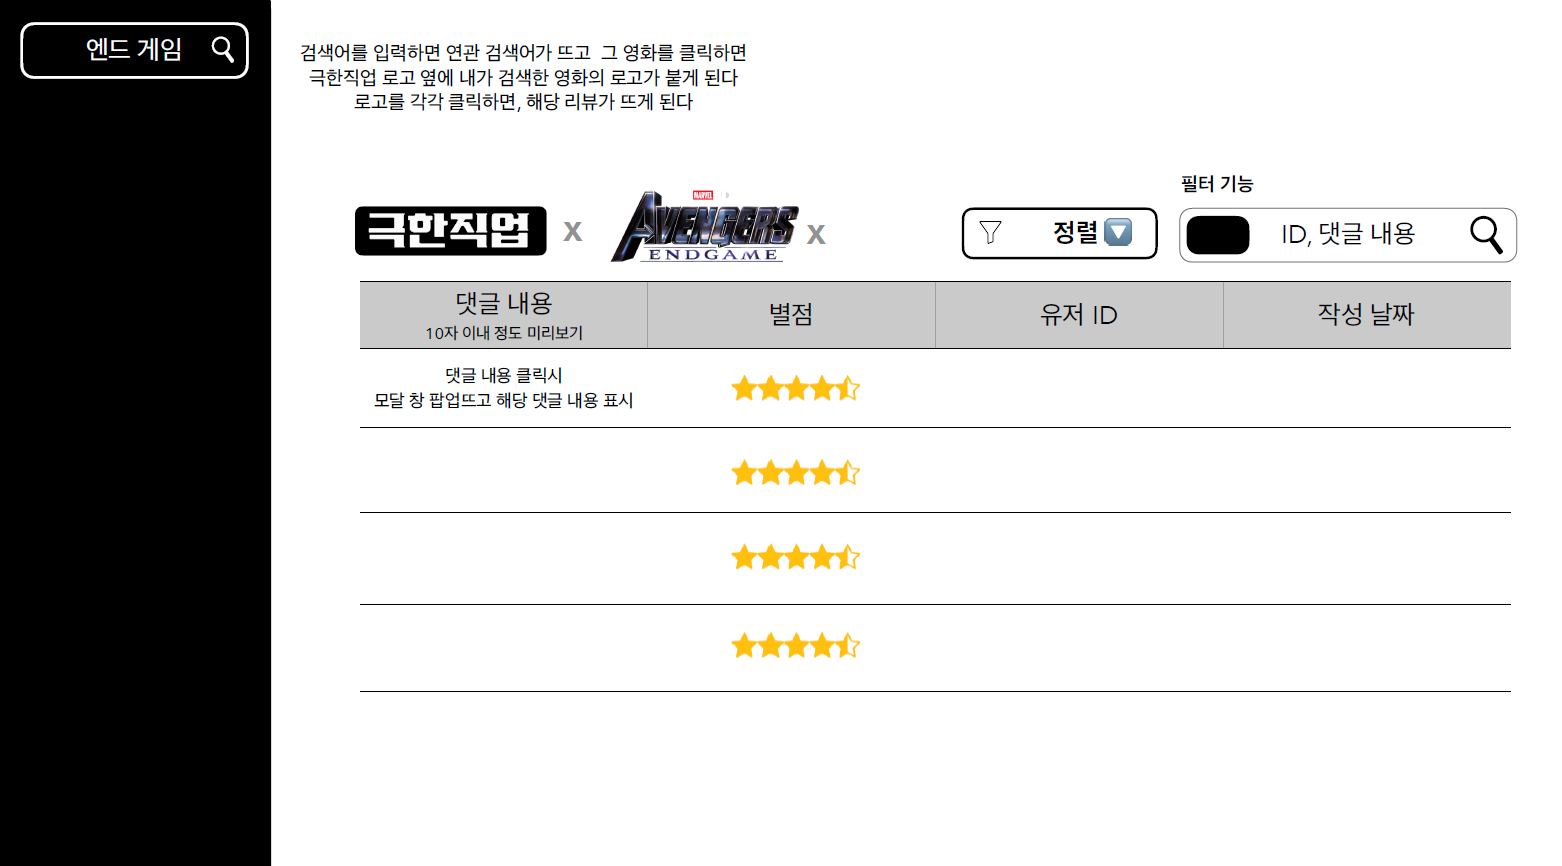 엔드 게임
검색어를 입력하면 연관 검색어가 뜨고 그 영화를 클릭하면
극한직업 로고 옆에 내가 검색한 영화의 로고가 붙게 된다
로고를 각각 클릭하면, 해당 리뷰가 뜨게 된다
필터 기능
극한직업
X
MARVEL
AVENGERS
ENDGAME
X
정렬
ID, 댓글 내용
댓글 내용
10자 이내 정도 미리보기
별점
유저 ID
작성 날짜
댓글 내용 클릭시
모달 창 팝업뜨고 해당 댓글 내용 표시